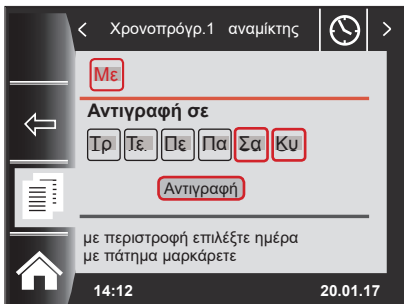 Χρονοπρόγρ.1 αναμίκτης
Με
Αντιγραφή σε
Τρ Τε. Πε Πα Σα Κυ
Αντιγραφή
με περιστροφή επιλέξτε ημέρα
με πάτημα μαρκάρετε
14:12 20.01.17